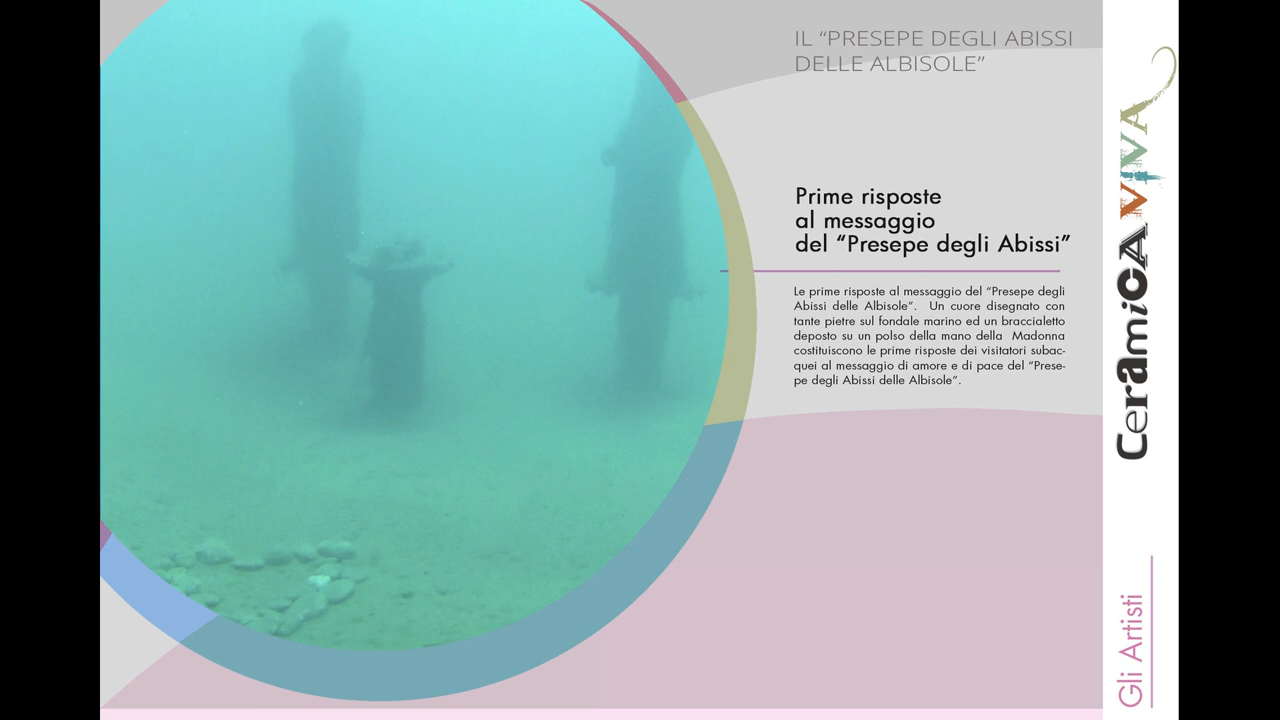 IL “PRESEPE DEGLI ABISSI
DELLE ALBISOLE”
Prime risposte
al messaggio
del “Presepe degli Abissi”
Le prime risposte al messaggio del “Presepe degli
Abissi delle Albisole”. Un cuore disegnato con
tante pietre sul fondale marino ed un braccialetto
deposto su un polso della mano della Madonna
costituiscono le prime risposte dei visitatori subac-
quei al messaggio di amore e di pace del “Prese-
pe degli Abissi delle Albisole”.
CerAmiCA VIVA
Gli Artisti